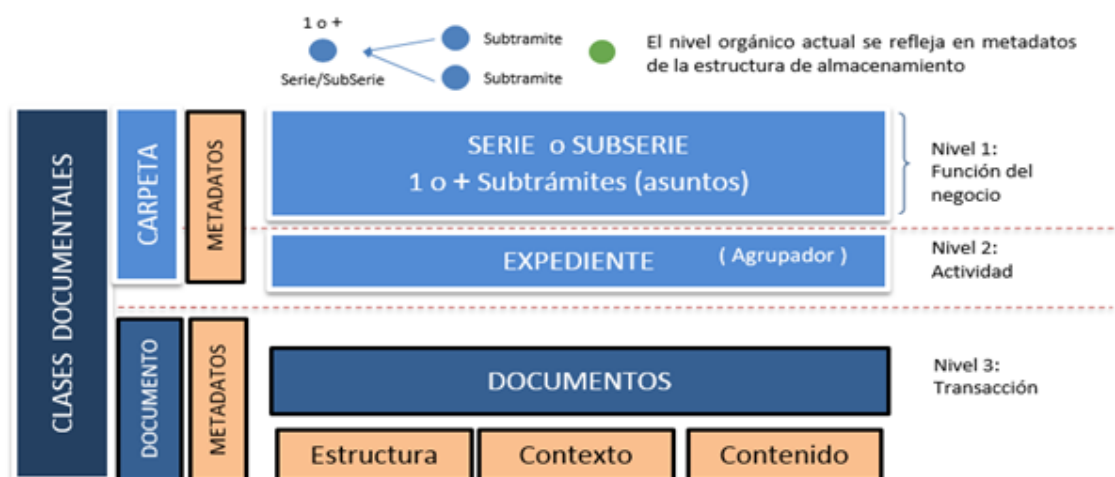 1 o +
Serie/SubSerie
Subtramite
Subtramite
El nivel orgánico actual se refleja en metadatos
de la estructura de almacenamiento
CLASES DOCUMENTALES
CARPETA
METADATOS
SERIE o SUBSERIE
1 o + Subtrámites (asuntos)
Nivel 1:
Función del
negocio
EXPEDIENTE ( Agrupador )
Nivel 2:
Actividad
DOCUMENTO
METADATOS
DOCUMENTOS
Nivel 3:
Transacción
Estructura
Contexto
Contenido